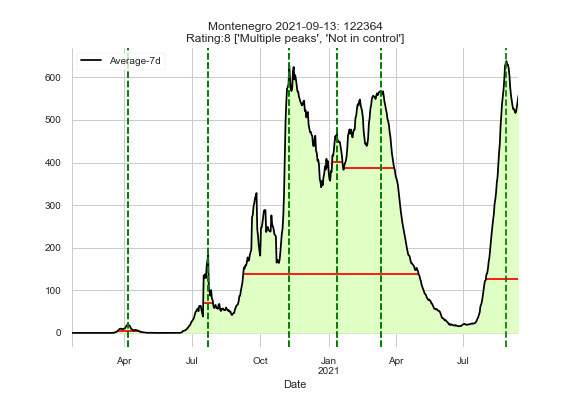 Montenegro 2021-09-13: 122364
Rating:8 ['Multiple peaks', 'Not in control']
Average-7d
600
500
400
300
200
100
0
Apr
Jul
Oct
Jan
2021
Apr
Jul
Date